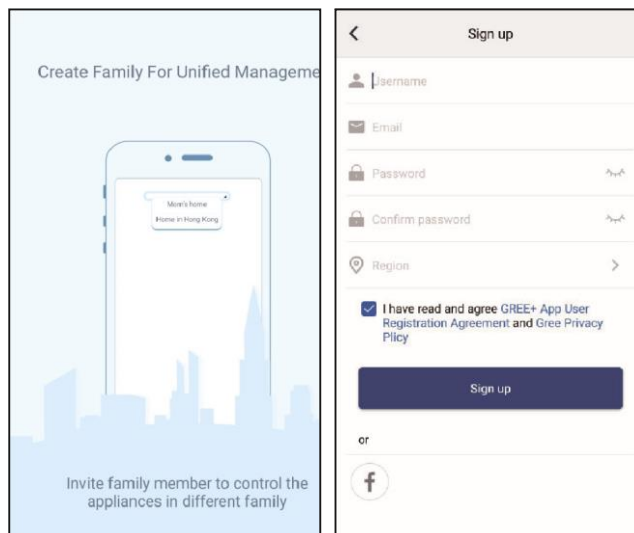 Create Family For Unified Manageme
Mom's home
Home in Hong Kong
Invite family member to control the
appliances in different family
Sign up
Username
Email
Password
Confirm password
Region
I have read and agree GREE+ App User
Registration Agreement and Gree Privacy
Plicy
Sign up
or
f